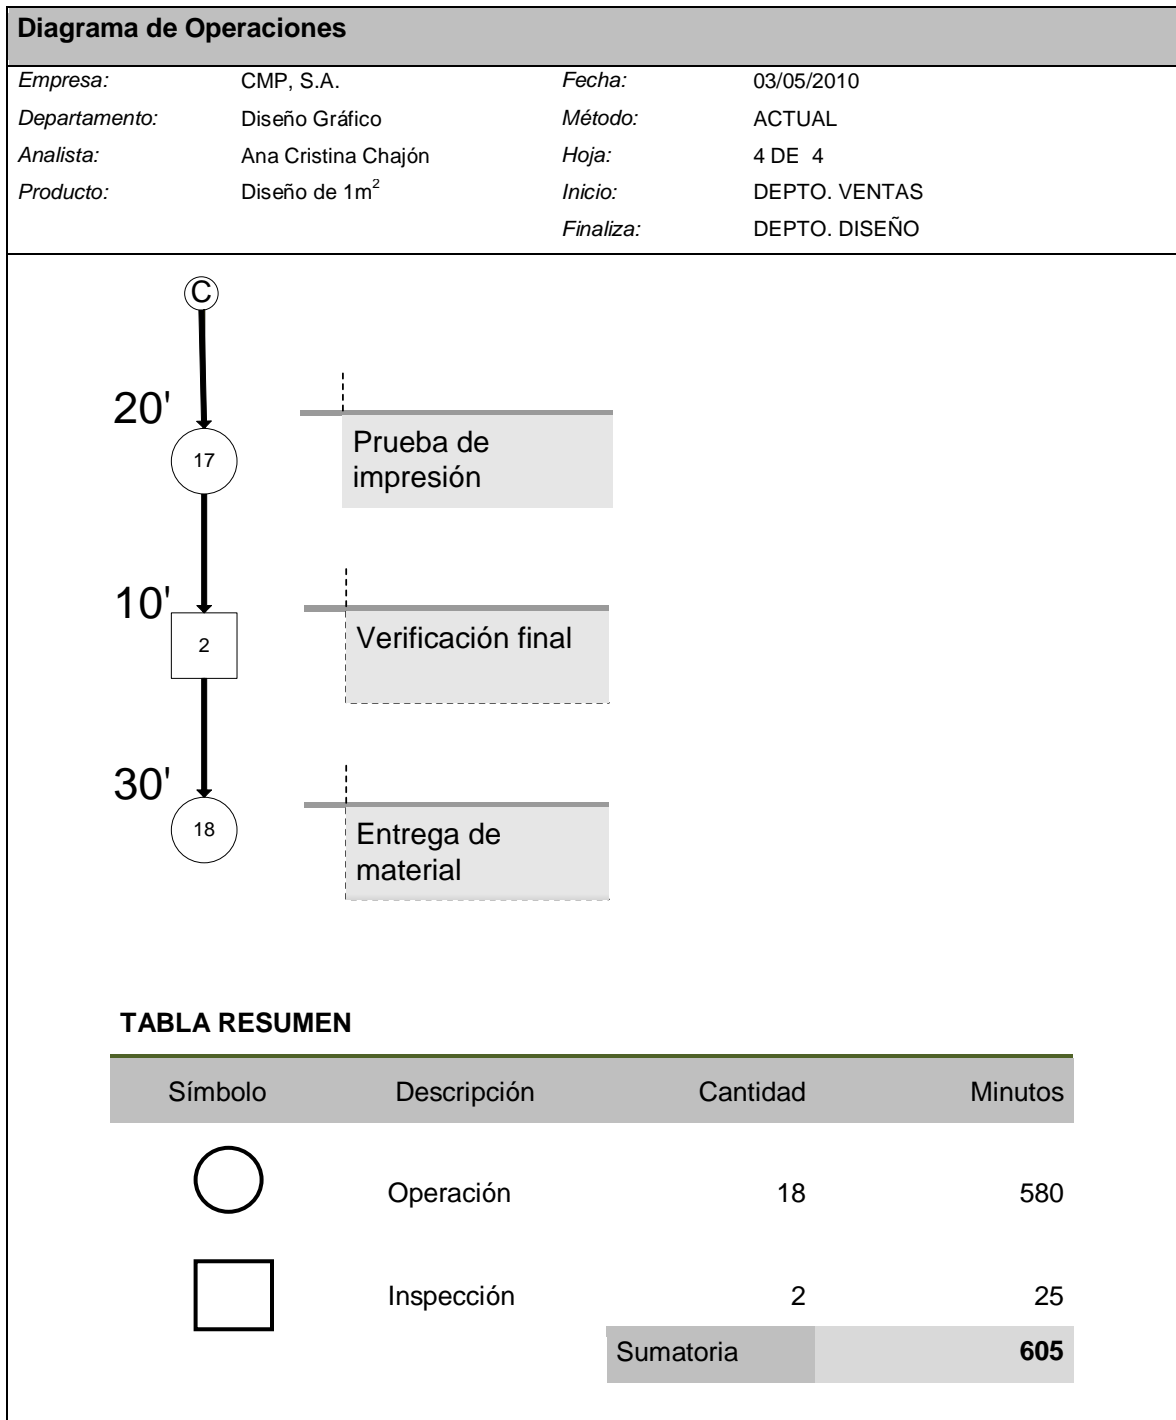 Diagrama de Operaciones
Empresa: CMP, S.A. Fecha: 03/05/2010
Departamento: Diseño Gráfico Método: ACTUAL
Analista: Ana Cristina Chajón Hoja: 4 DE 4
Producto: Diseño de 1m² Inicio: DEPTO. VENTAS
Finaliza: DEPTO. DISEÑO
C
20'
17
Prueba de
impresión
10'
2
Verificación final
30'
18
Entrega de
material
TABLA RESUMEN
Símbolo Descripción Cantidad Minutos
Operación 18 580
Inspección 2 25
Sumatoria 605